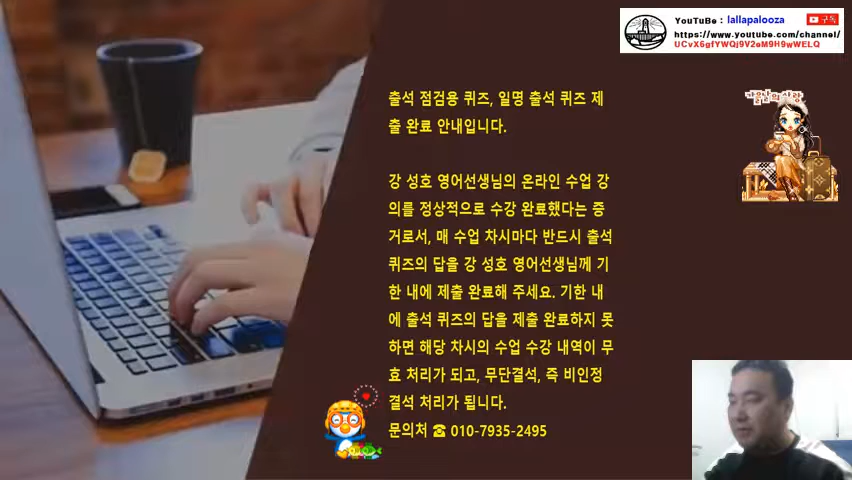 YouTuBe : lallapalooza
구독
https://www.youtube.com/channel/
UCvX6gfYWQj9V2eM9H9wWELQ
출석 점검용 퀴즈, 일명 출석 퀴즈 제
출 완료 안내입니다.
강 성호 영어선생님의 온라인 수업 강
의를 정상적으로 수강 완료했다는 증
거로서, 매 수업 차시마다 반드시 출석
퀴즈의 답을 강 성호 영어선생님께 기
한 내에 제출 완료해 주세요. 기한 내
에 출석 퀴즈의 답을 제출 완료하지 못
하면 해당 차시의 수업 수강 내역이 무
효 처리가 되고, 무단결석, 즉 비인정
결석 처리가 됩니다.
문의처 ☎ 010-7935-2495